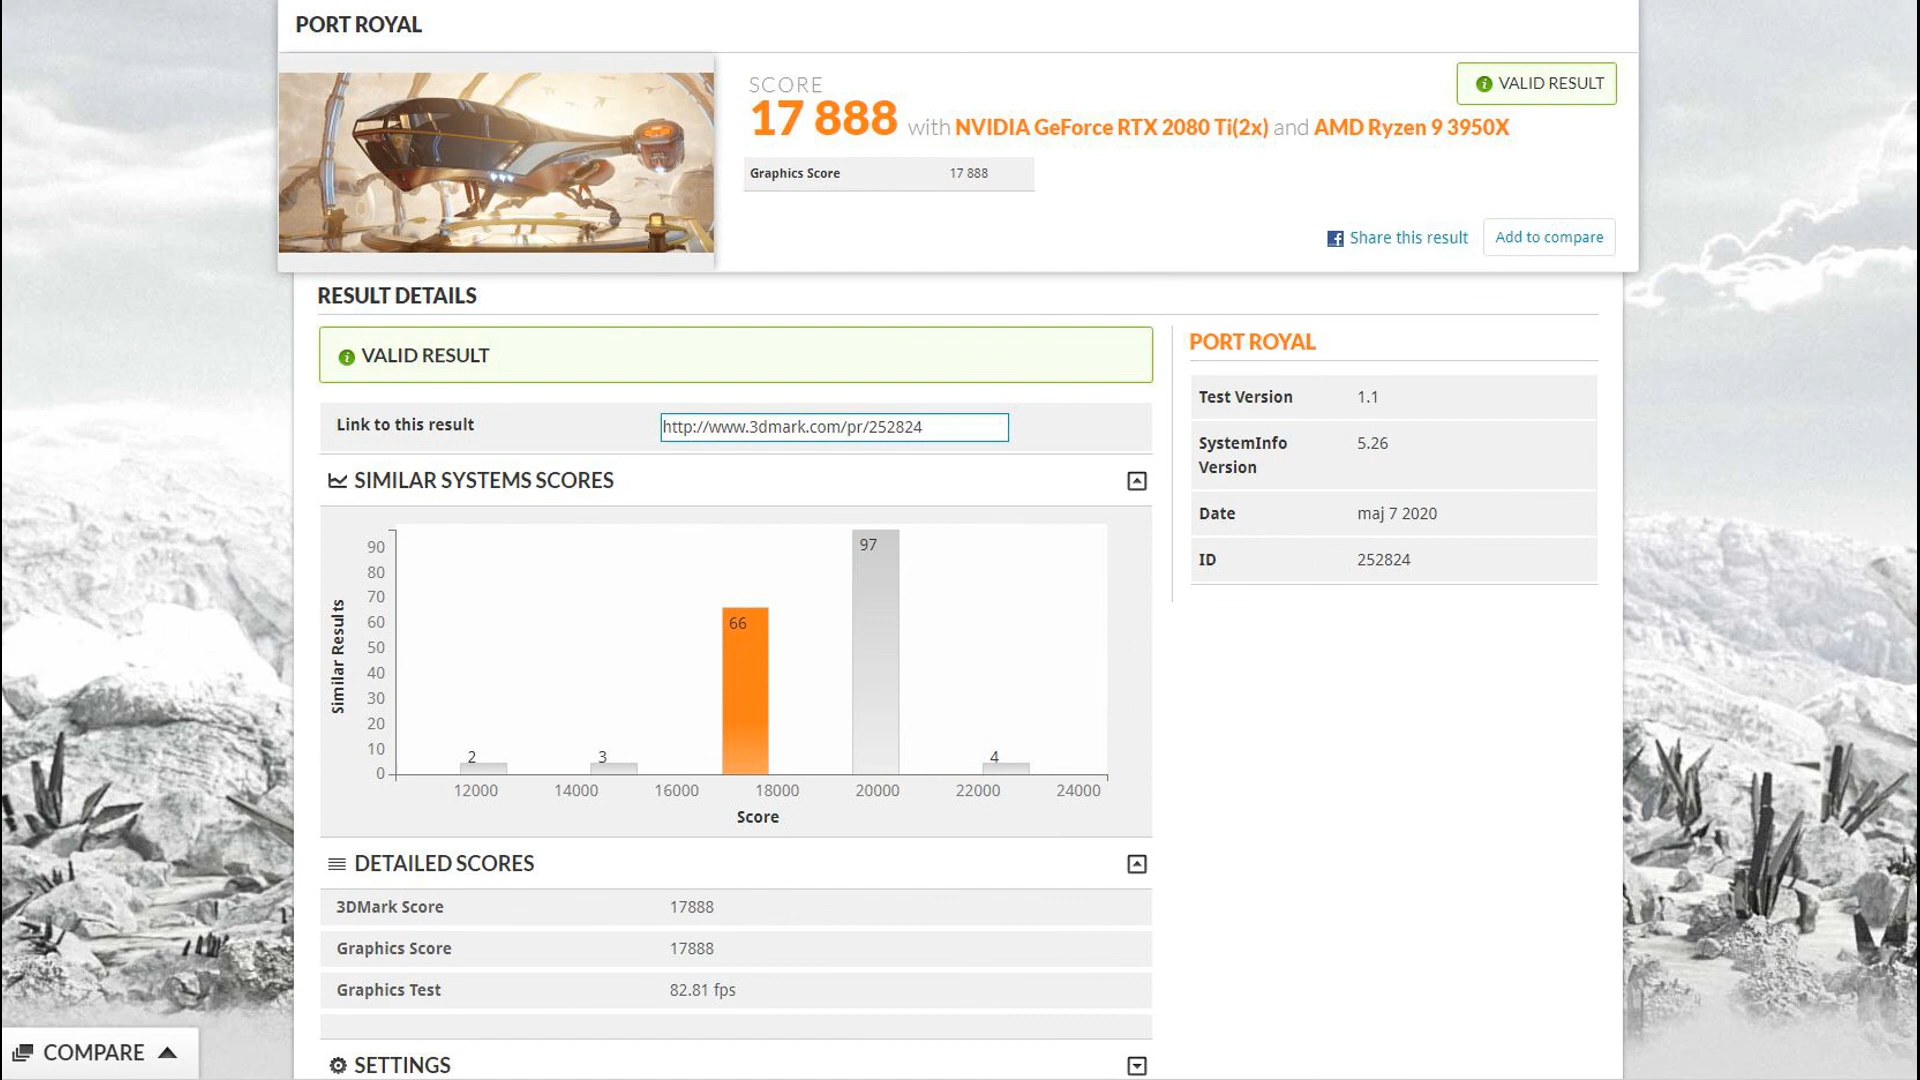 PORT ROYAL
SCORE
17 888 with NVIDIA GeForce RTX 2080 Ti(2x) and AMD Ryzen 9 3950X
VALID RESULT
Graphics Score 17 888
Share this result Add to compare
RESULT DETAILS
VALID RESULT
Link to this result http://www.3dmark.com/pr/252824
SIMILAR SYSTEMS SCORES
Similar Results
90
80
70
60
50
40
30
20
10
0
2
3
66
97
4
12000 14000 16000 18000 20000 22000 24000
Score
DETAILED SCORES
3DMark Score 17888
Graphics Score 17888
Graphics Test 82.81 fps
SETTINGS
PORT ROYAL
Test Version 1.1
SystemInfo Version 5.26
Date maj 7 2020
ID 252824
COMPARE